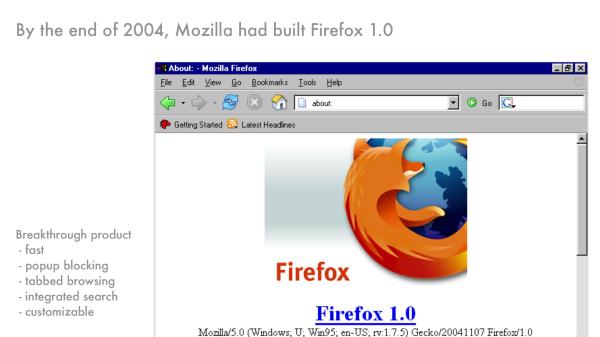 By the end of 2004, Mozilla had built Firefox 1.0
About: - Mozilla Firefox
File Edit View Go Bookmarks Tools Help
about: Go G
Getting Started Latest Headlines
Firefox
Firefox 1.0
Mozilla/5.0 (Windows; U; Win95; en-US; rv:1.7.5) Gecko/20041107 Firefox/1.0
Breakthrough product
- fast
- popup blocking
- tabbed browsing
- integrated search
- customizable